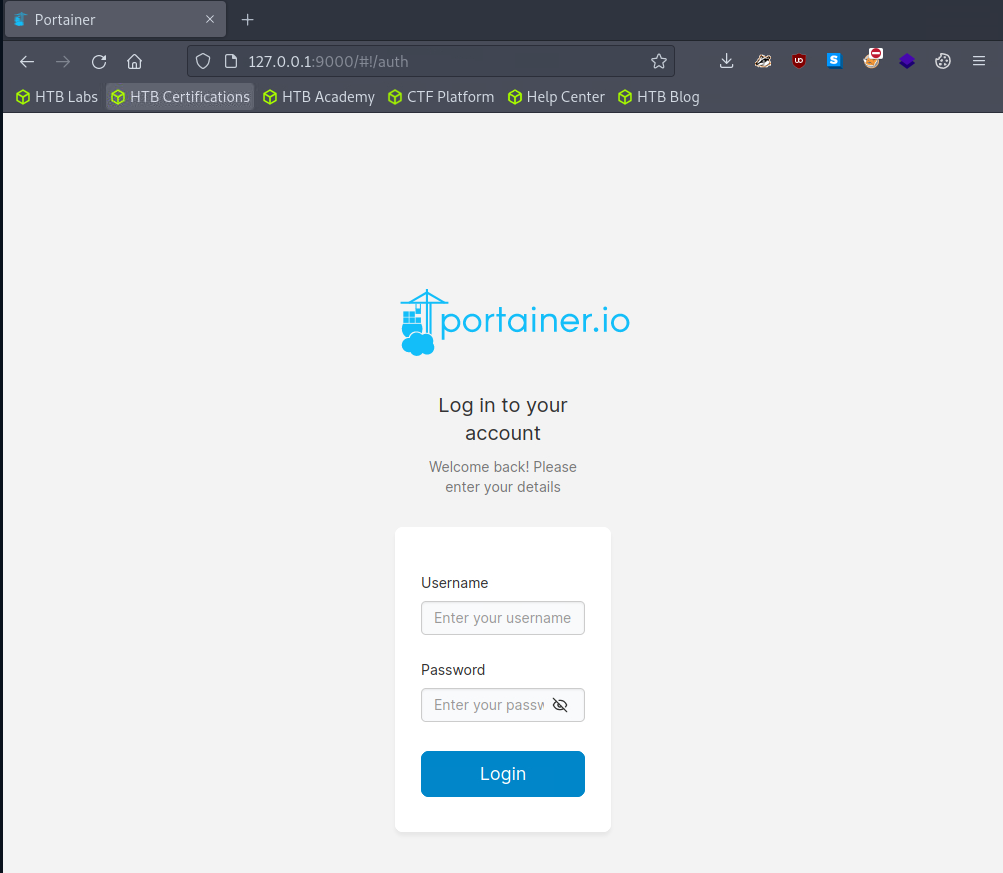 Portainer
127.0.0.1:9000/#!/auth
HTB Labs HTB Certifications HTB Academy CTF Platform Help Center HTB Blog
portainer.io
Log in to your
account
Welcome back! Please
enter your details
Username
Enter your username
Password
Enter your passw
Login